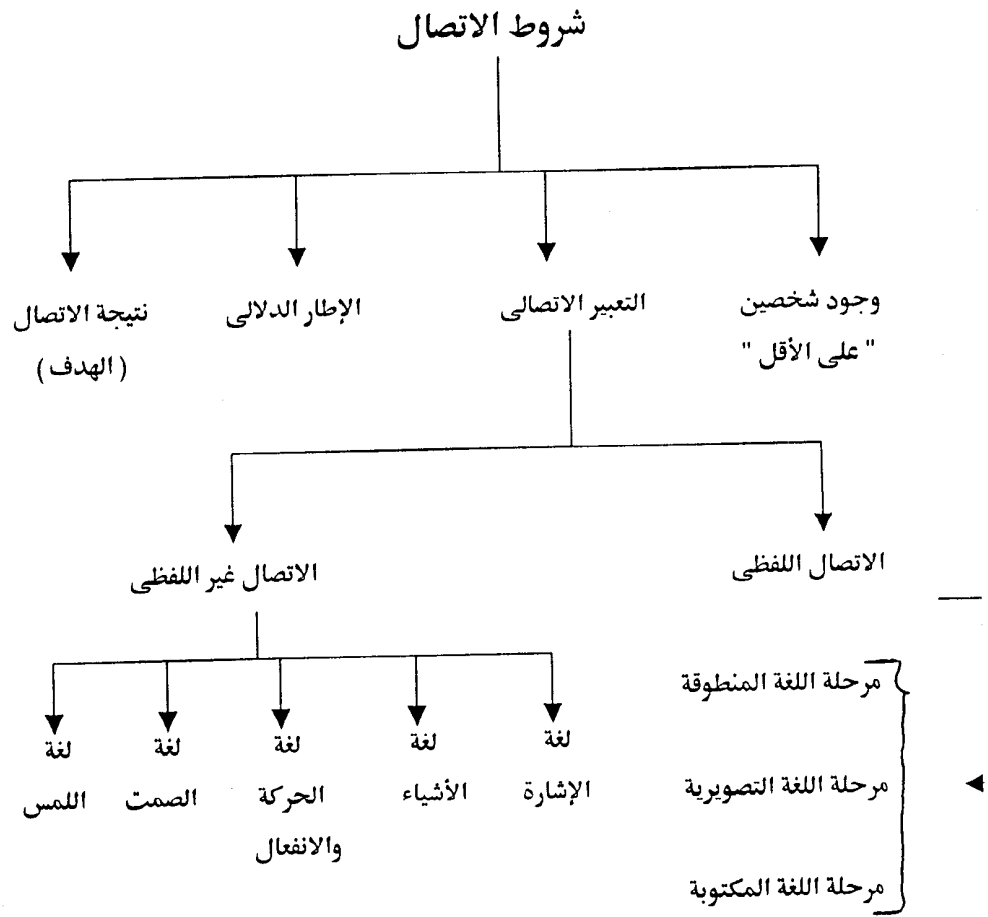 شروط الاتصال
وجود شخصين
" على الأقل "
التعبير الاتصالى
الإطار الدلالى
نتيجة الاتصال
( الهدف )
الاتصال اللفظى
الاتصال غير اللفظى
مرحلة اللغة المنطوقة
مرحلة اللغة التصويرية
مرحلة اللغة المكتوبة
لغة
الإشارة
لغة
الأشياء
لغة
الحركة
والانفعال
لغة
الصمت
لغة
اللمس